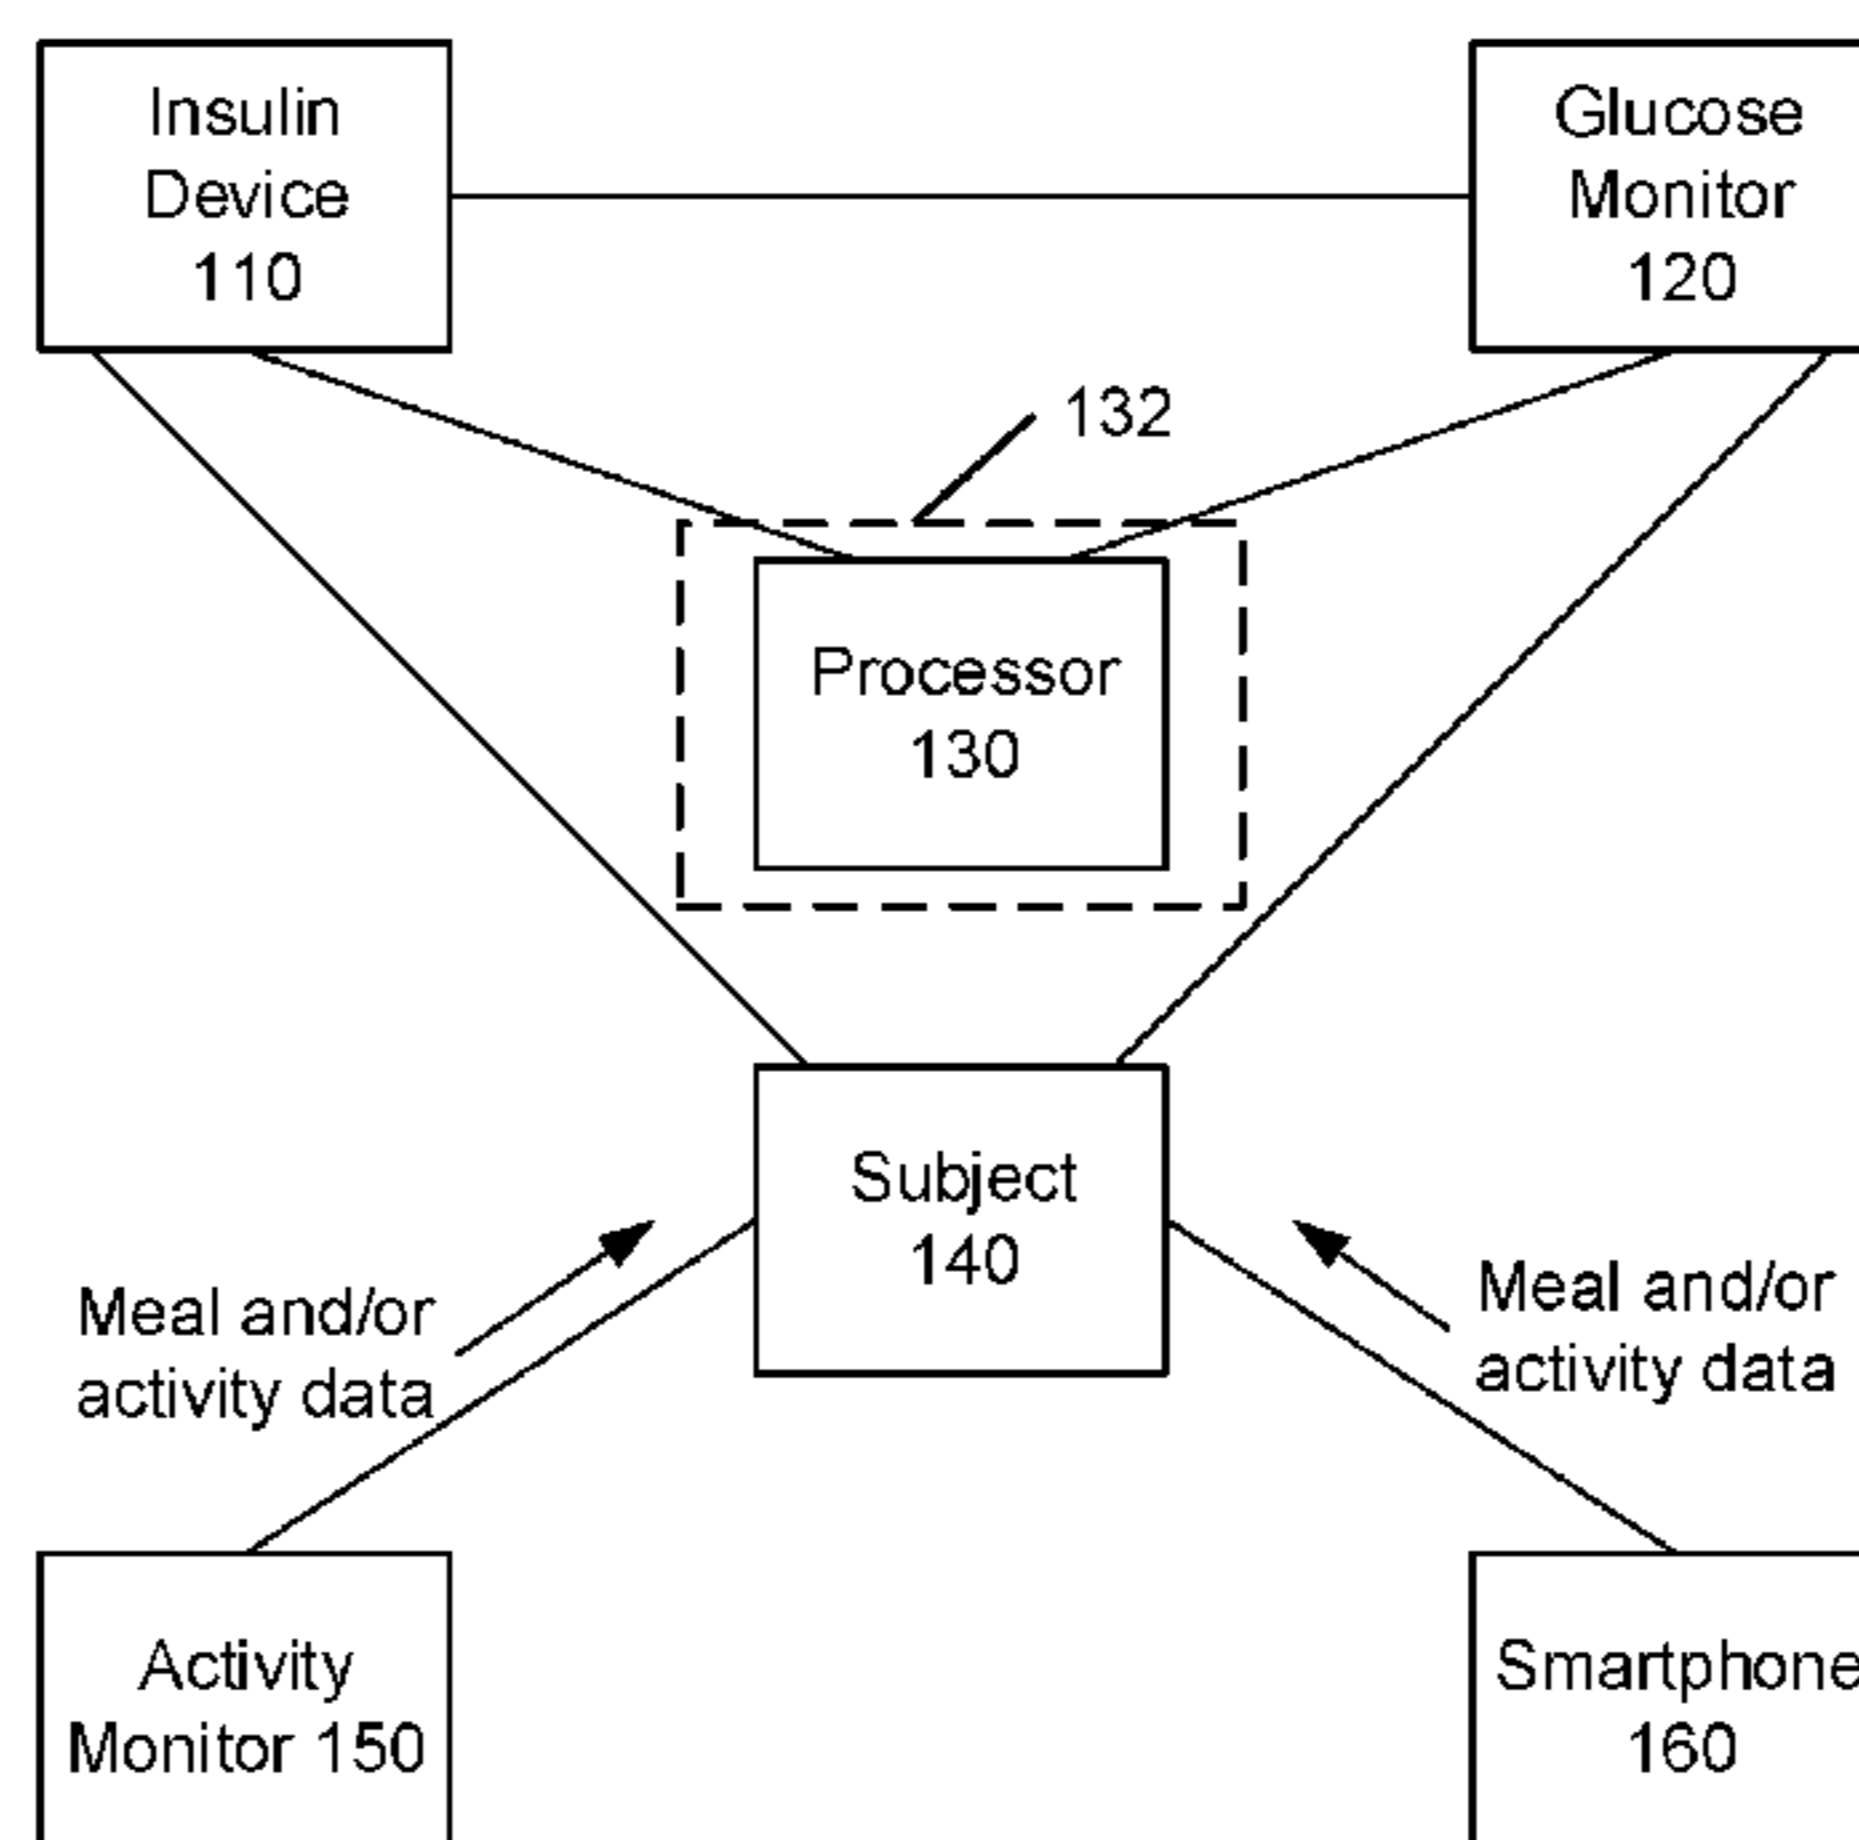 Insulin
Device
110
Glucose
Monitor
120
132
Processor
130
Subject
140
Meal and/or
activity data
Meal and/or
activity data
Activity
Monitor 150
Smartphone
160